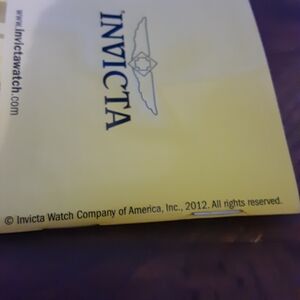 www.invictawatch.com
INVICTA
© Invicta Watch Company of America, Inc., 2012. All rights reserved.